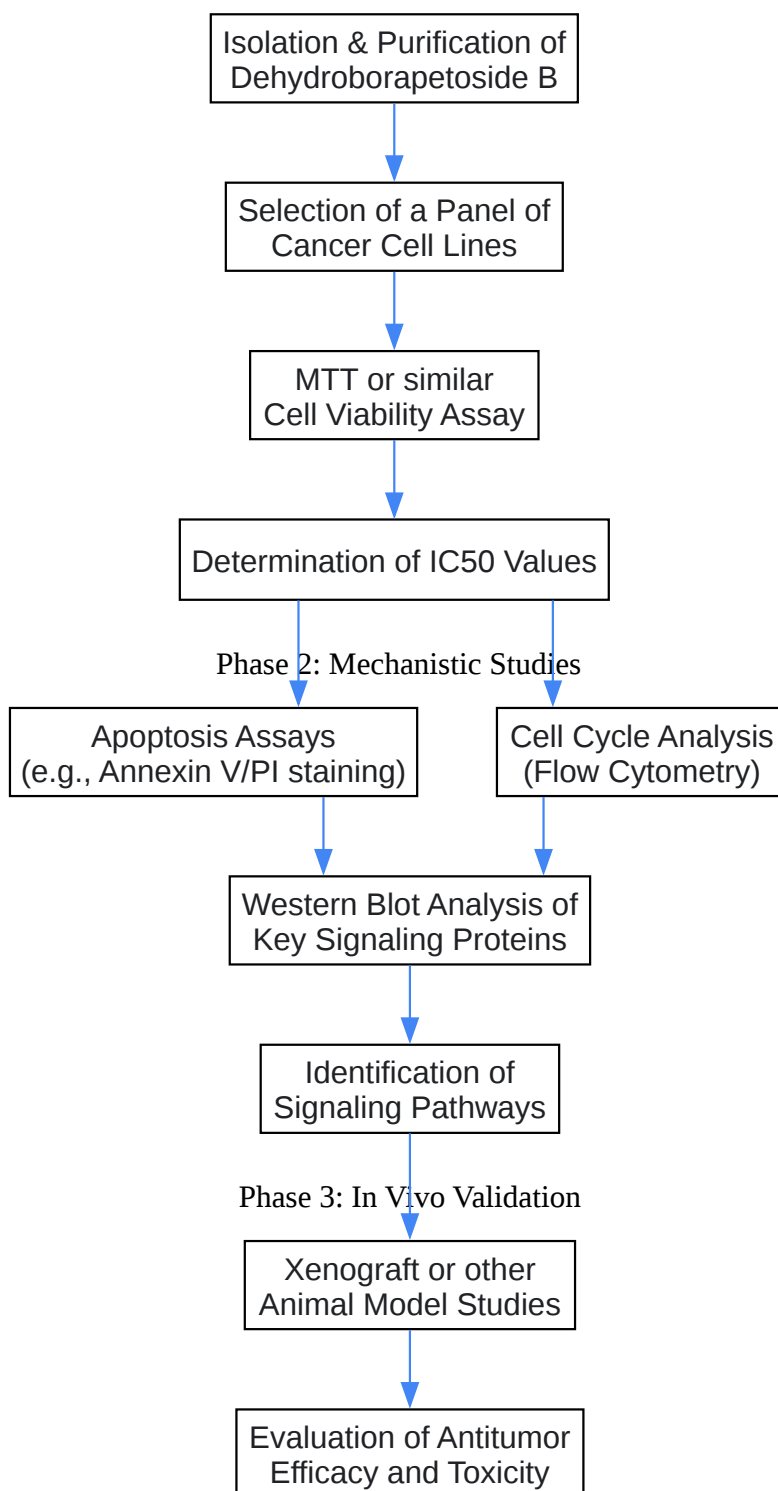 Isolation & Purification of
Dehydroborapetoside B
Selection of a Panel of
Cancer Cell Lines
MTT or similar
Cell Viability Assay
Determination of IC50 Values
Phase 2: Mechanistic Studies
Apoptosis Assays
(e.g., Annexin V/PI staining)
Cell Cycle Analysis
(Flow Cytometry)
Western Blot Analysis of
Key Signaling Proteins
Identification of
Signaling Pathways
Phase 3: In Vivo Validation
Xenograft or other
Animal Model Studies
Evaluation of Antitumor
Efficacy and Toxicity